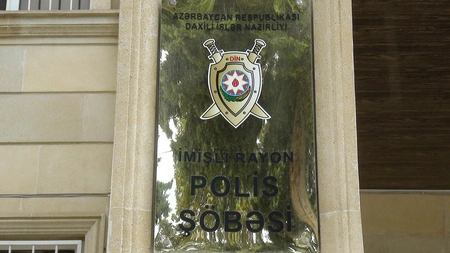 AZƏRBAYCAN RESPUBLİKASI
DAXİLİ İŞLƏR NAZİRLİYİ
DİN
İMİŞLİ RAYON
POLİS
ŞÖBƏSİ